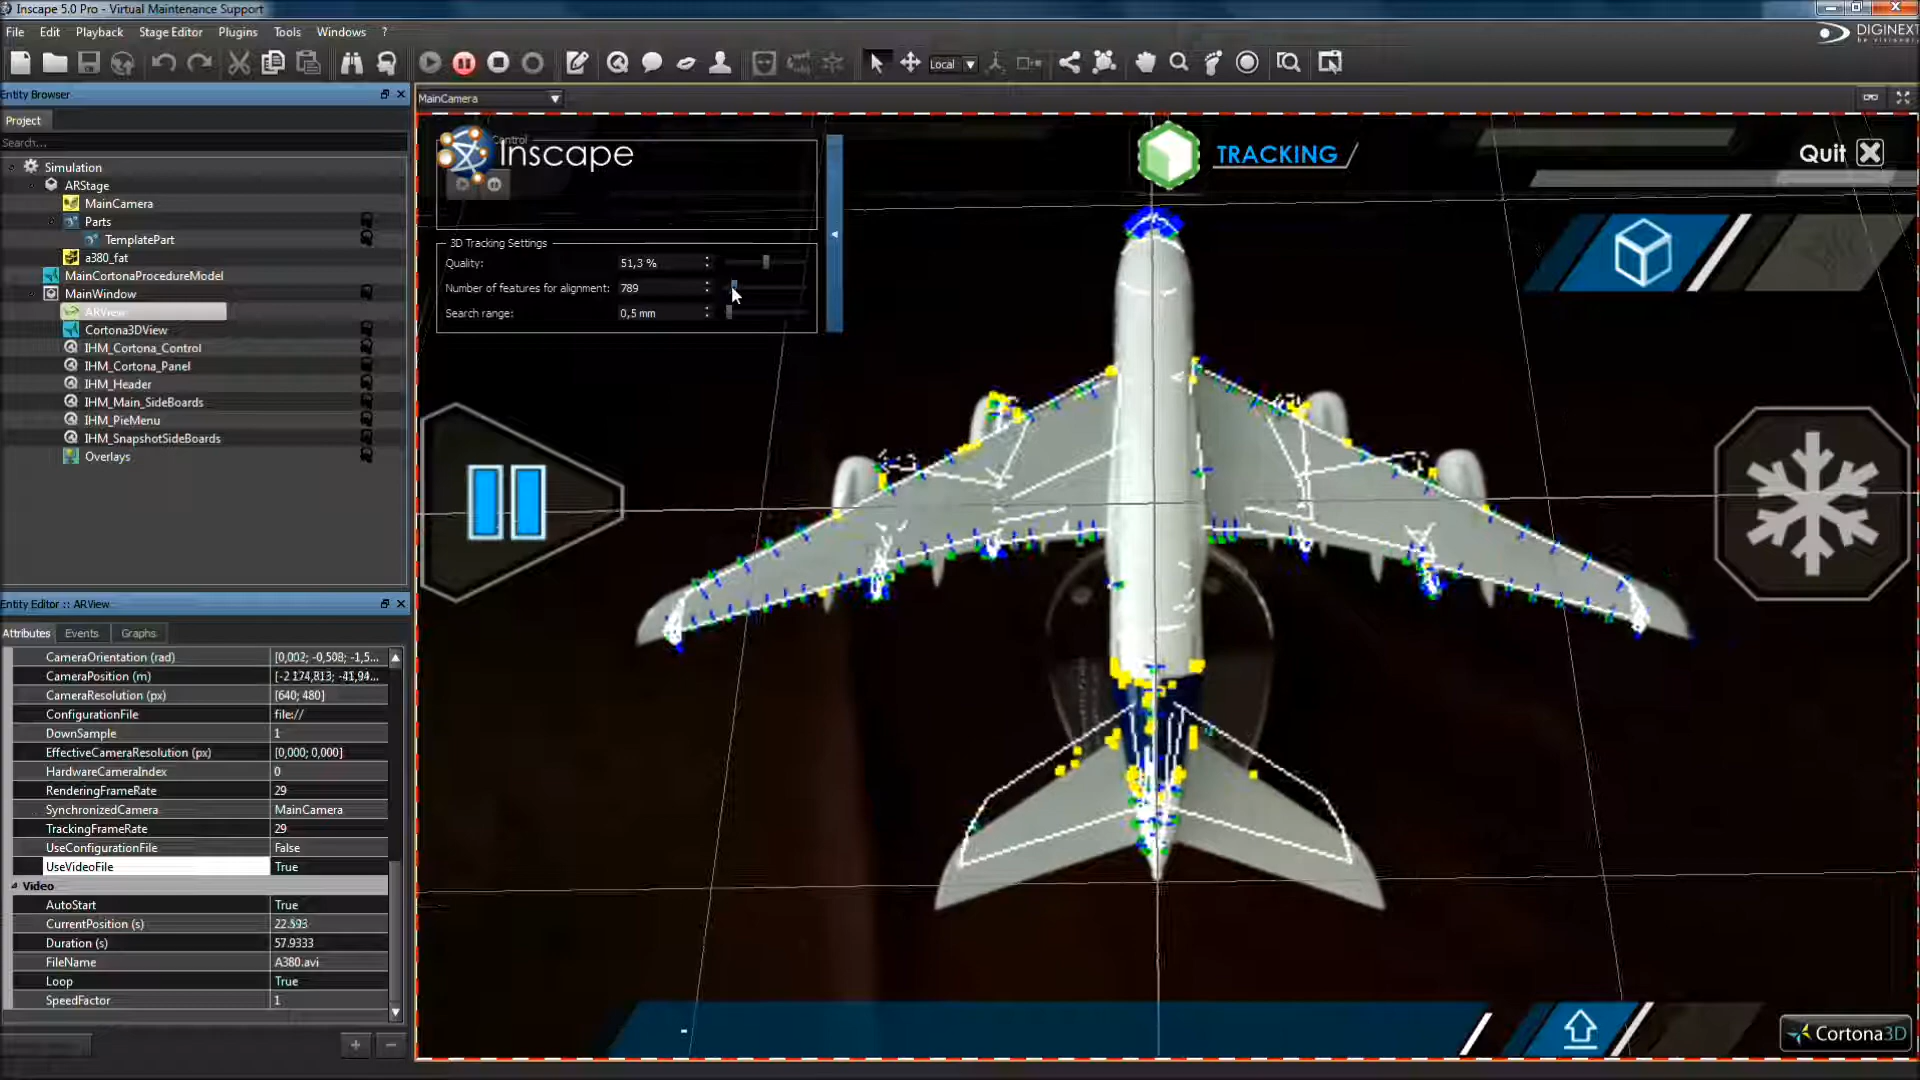 Inscape 5.0 Pro - Virtual Maintenance Support
File Edit Playback Stage Editor Plugins Tools Windows ?
DIGINEXT
Local
Entity Browser
MainCamera
Project
Search...
Simulation
ARStage
MainCamera
Parts
TemplatePart
a380_fat
MainCortonaProcedureModel
MainWindow
ARView
Cortona3DView
IHM_Cortona_Control
IHM_Cortona_Panel
IHM_Header
IHM_Main_SideBoards
IHM_PieMenu
IHM_SnapshotSideBoards
Overlays
Control
Inscape
TRACKING
Quit
3D Tracking Settings
Quality: 51,3 %
Number of features for alignment: 789
Search range: 0,5 mm
Entity Editor :: ARView
Attributes Events Graphs
CameraOrientation (rad) [0,002; -0,508; -1,5...
CameraPosition (m) [-2 174,813; -41,94...
CameraResolution (px) [640; 480]
ConfigurationFile file://
DownSample 1
EffectiveCameraResolution (px) [0,000; 0,000]
HardwareCameraIndex 0
RenderingFrameRate 29
SynchronizedCamera MainCamera
TrackingFrameRate 29
UseConfigurationFile False
UseVideoFile True
Video
AutoStart True
CurrentPosition (s) 22.593
Duration (s) 57.9333
FileName A380.avi
Loop True
SpeedFactor 1
-
Cortona3D